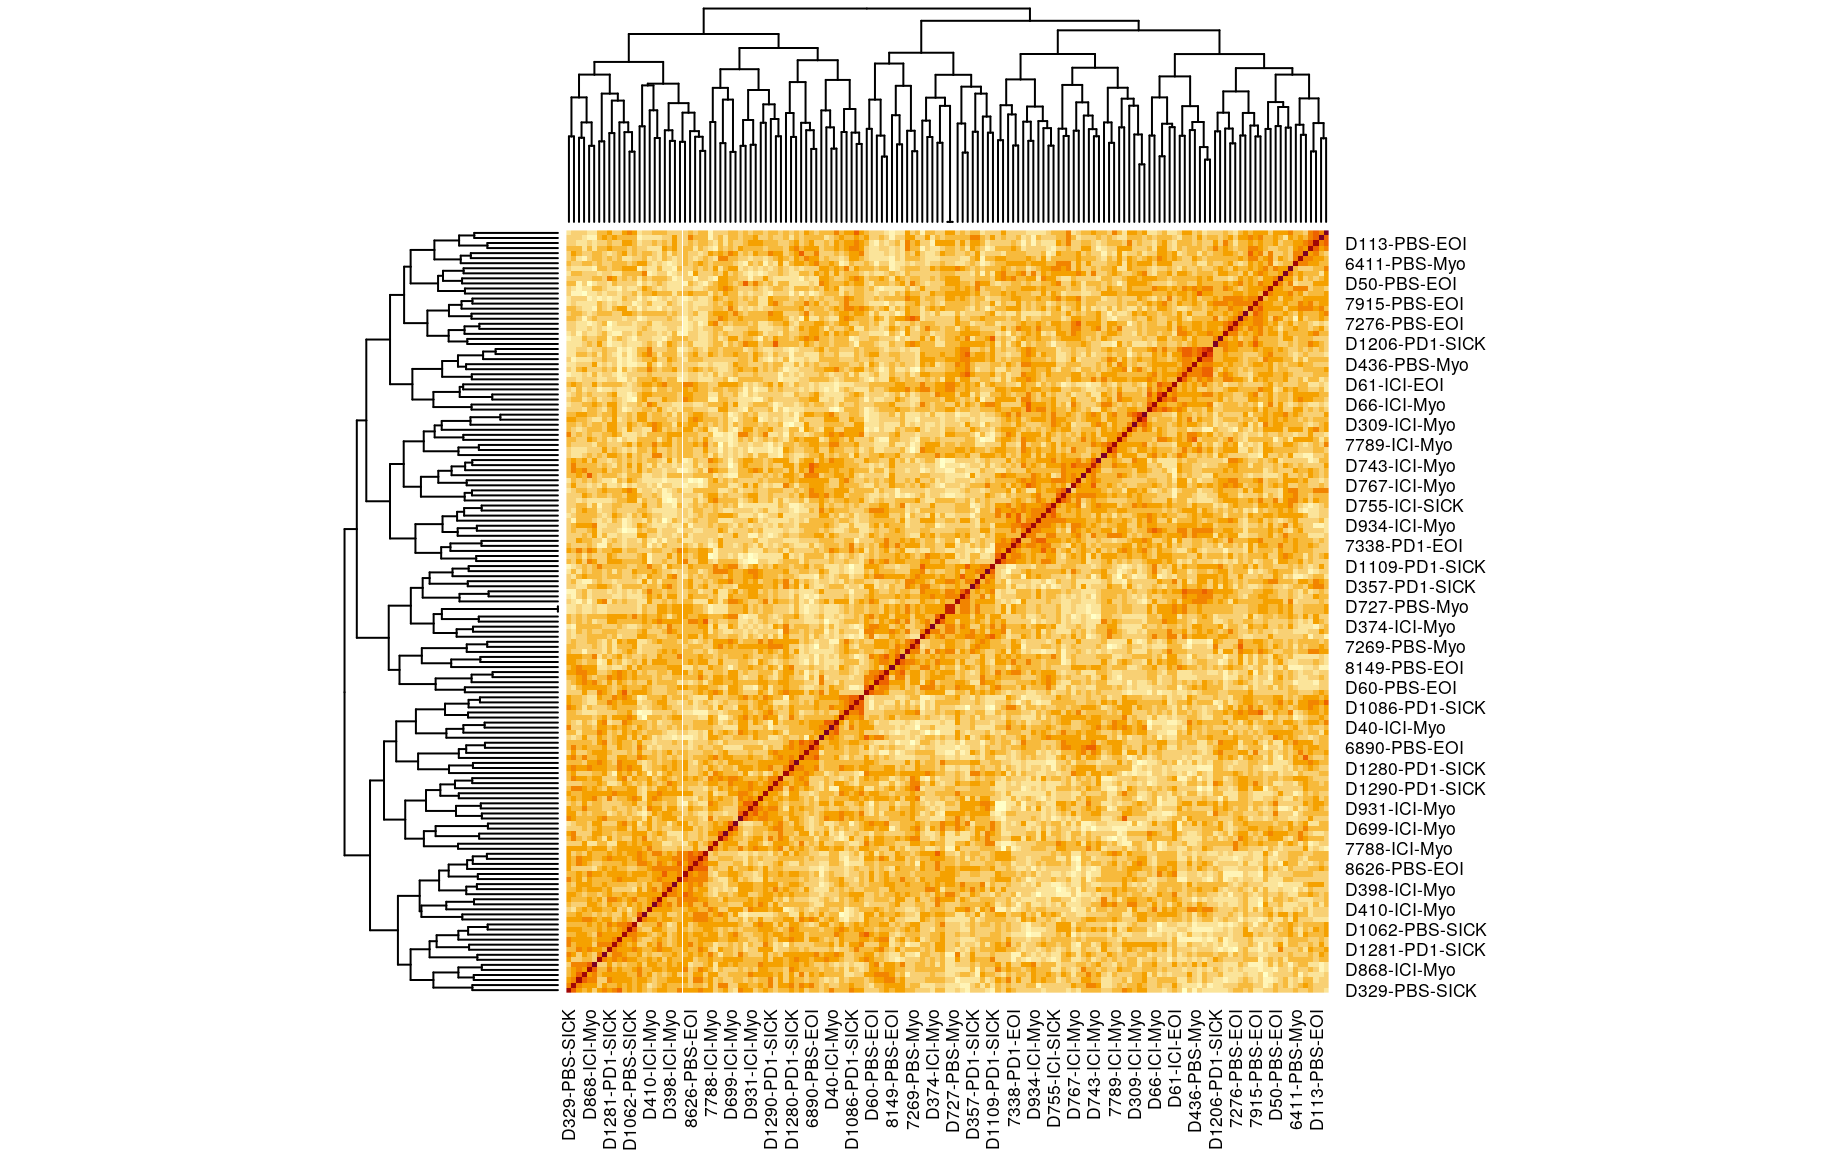 D113-PBS-EOI
6411-PBS-Myo
D50-PBS-EOI
7915-PBS-EOI
7276-PBS-EOI
D1206-PD1-SICK
D436-PBS-Myo
D61-ICI-EOI
D66-ICI-Myo
D309-ICI-Myo
7789-ICI-Myo
D743-ICI-Myo
D767-ICI-Myo
D755-ICI-SICK
D934-ICI-Myo
7338-PD1-EOI
D1109-PD1-SICK
D357-PD1-SICK
D727-PBS-Myo
D374-ICI-Myo
7269-PBS-Myo
8149-PBS-EOI
D60-PBS-EOI
D1086-PD1-SICK
D40-ICI-Myo
6890-PBS-EOI
D1280-PD1-SICK
D1290-PD1-SICK
D931-ICI-Myo
D699-ICI-Myo
7788-ICI-Myo
8626-PBS-EOI
D398-ICI-Myo
D410-ICI-Myo
D1062-PBS-SICK
D1281-PD1-SICK
D868-ICI-Myo
D329-PBS-SICK
D329-PBS-SICK
D868-ICI-Myo
D1281-PD1-SICK
D1062-PBS-SICK
D410-ICI-Myo
D398-ICI-Myo
8626-PBS-EOI
7788-ICI-Myo
D699-ICI-Myo
D931-ICI-Myo
D1290-PD1-SICK
D1280-PD1-SICK
6890-PBS-EOI
D40-ICI-Myo
D1086-PD1-SICK
D60-PBS-EOI
8149-PBS-EOI
7269-PBS-Myo
D374-ICI-Myo
D727-PBS-Myo
D357-PD1-SICK
D1109-PD1-SICK
7338-PD1-EOI
D934-ICI-Myo
D755-ICI-SICK
D767-ICI-Myo
D743-ICI-Myo
7789-ICI-Myo
D309-ICI-Myo
D66-ICI-Myo
D61-ICI-EOI
D436-PBS-Myo
D1206-PD1-SICK
7276-PBS-EOI
7915-PBS-EOI
D50-PBS-EOI
6411-PBS-Myo
D113-PBS-EOI